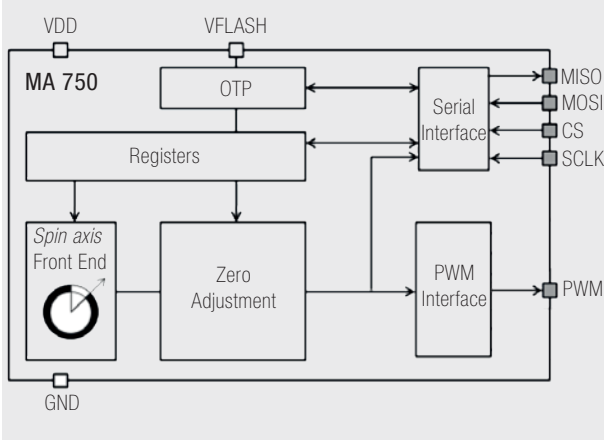 VDD
VFLASH
MA 750
OTP
Serial
Interface
MISO
MOSI
CS
SCLK
Registers
Spin axis
Front End
Zero
Adjustment
PWM
Interface
PWM
GND